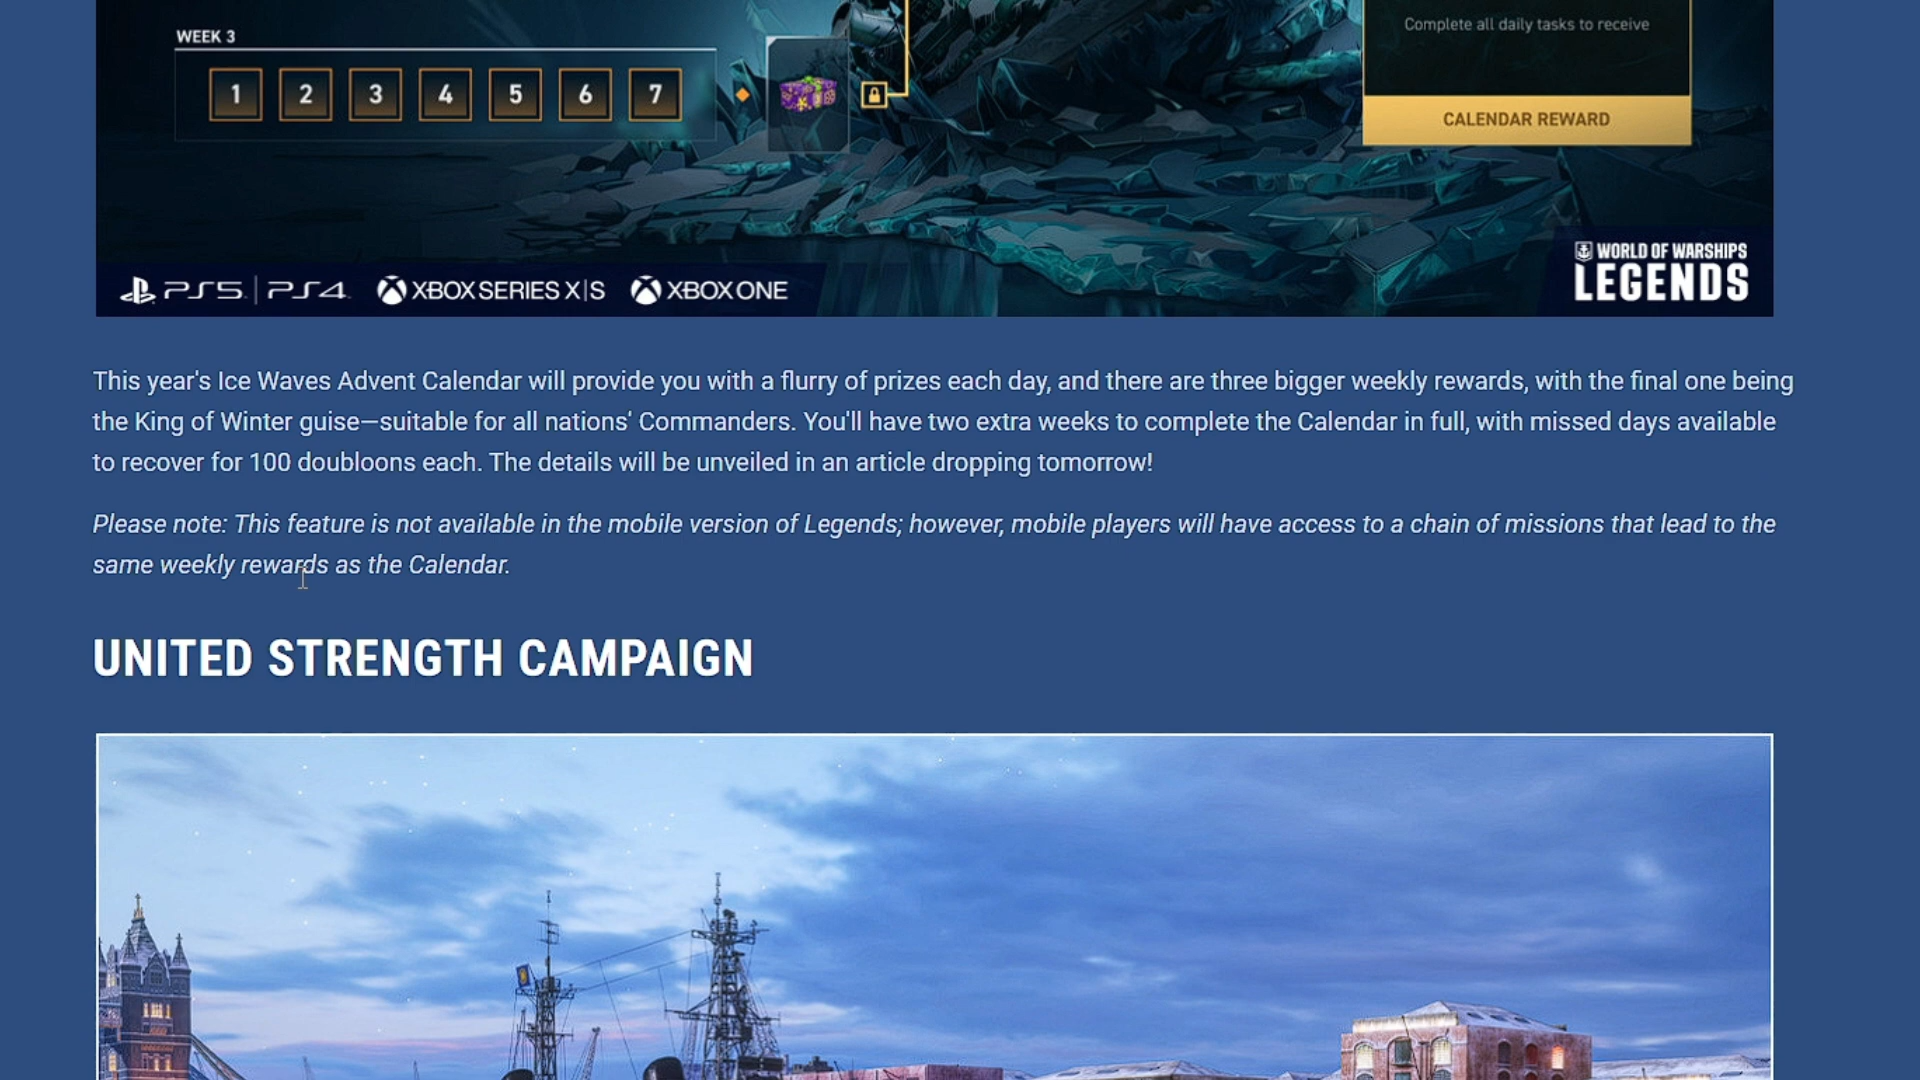 WEEK 3
1 2 3 4 5 6 7
Complete all daily tasks to receive
CALENDAR REWARD
WORLD OF WARSHIPS
LEGENDS
PS5 | PS4 XBOX SERIES X|S XBOX ONE
This year's Ice Waves Advent Calendar will provide you with a flurry of prizes each day, and there are three bigger weekly rewards, with the final one being
the King of Winter guise—suitable for all nations' Commanders. You'll have two extra weeks to complete the Calendar in full, with missed days available
to recover for 100 doubloons each. The details will be unveiled in an article dropping tomorrow!
Please note: This feature is not available in the mobile version of Legends; however, mobile players will have access to a chain of missions that lead to the
same weekly rewards as the Calendar.
UNITED STRENGTH CAMPAIGN